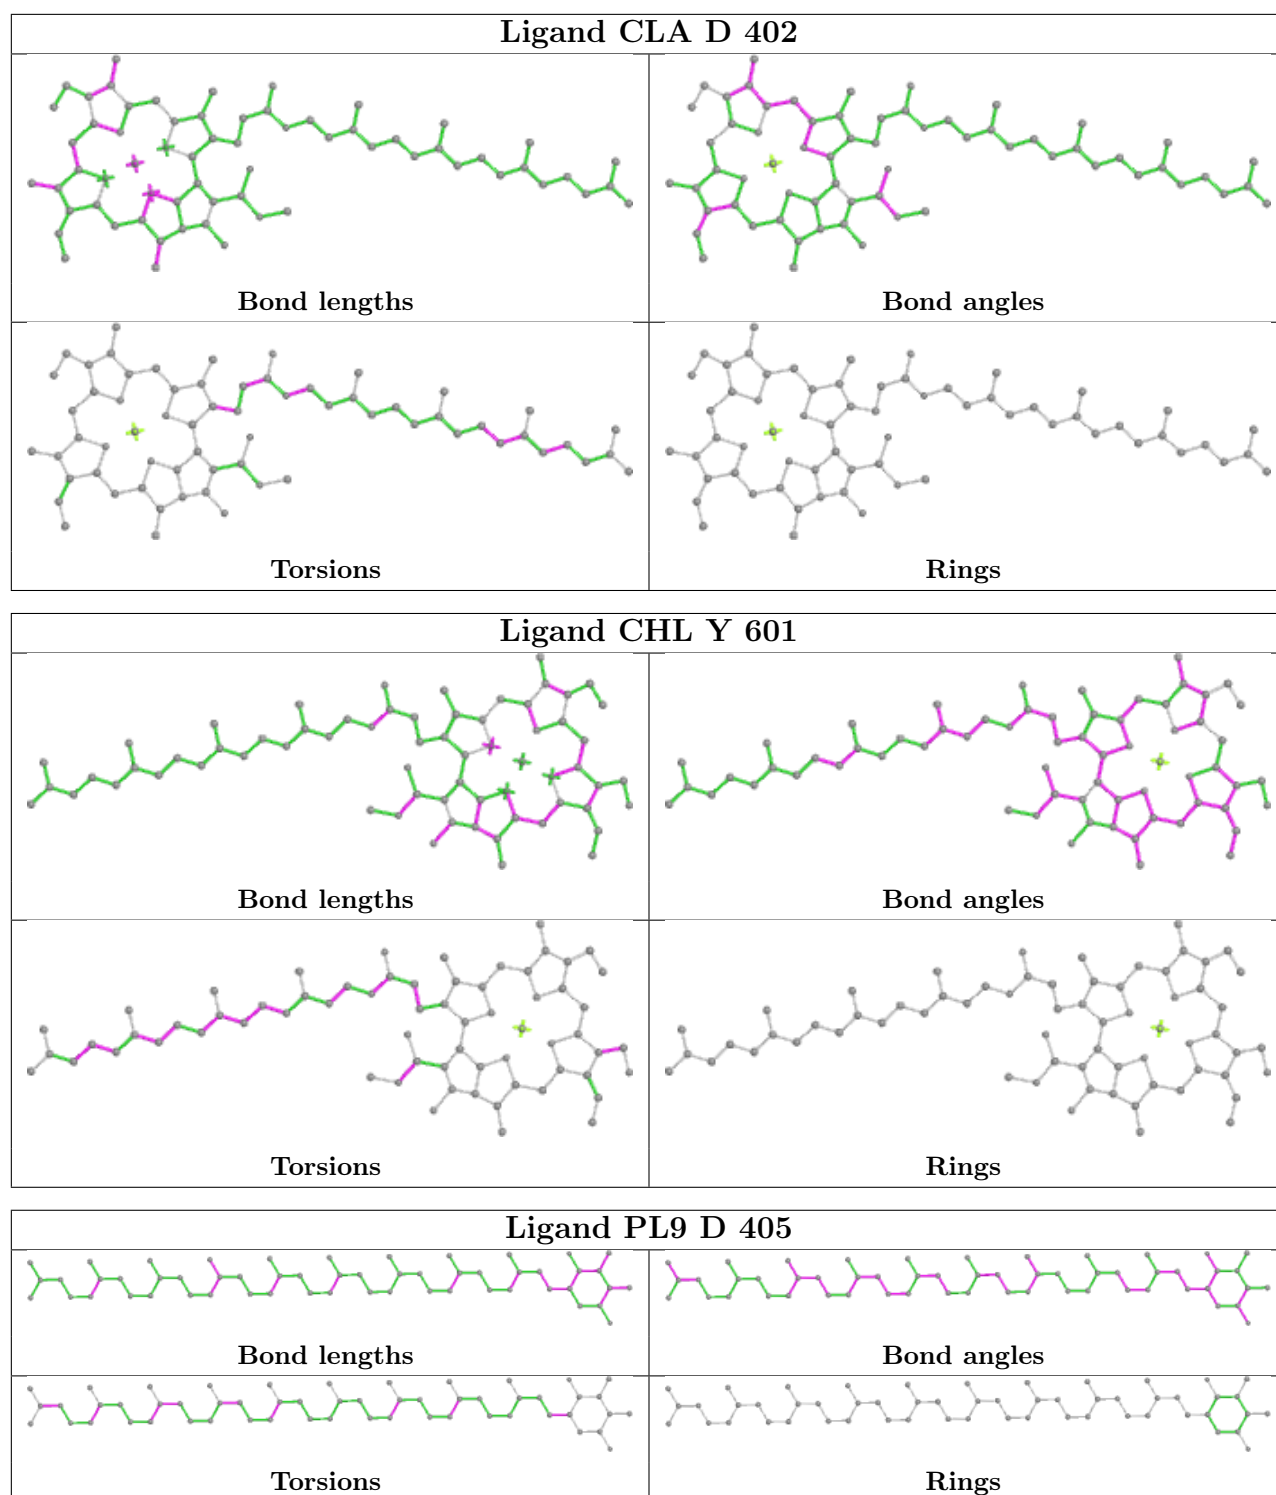 Ligand CLA D 402
Bond lengths
Bond angles
Torsions
Rings
Ligand CHL Y 601
Bond lengths
Bond angles
Torsions
Rings
Ligand PL9 D 405
Bond lengths
Bond angles
Torsions
Rings